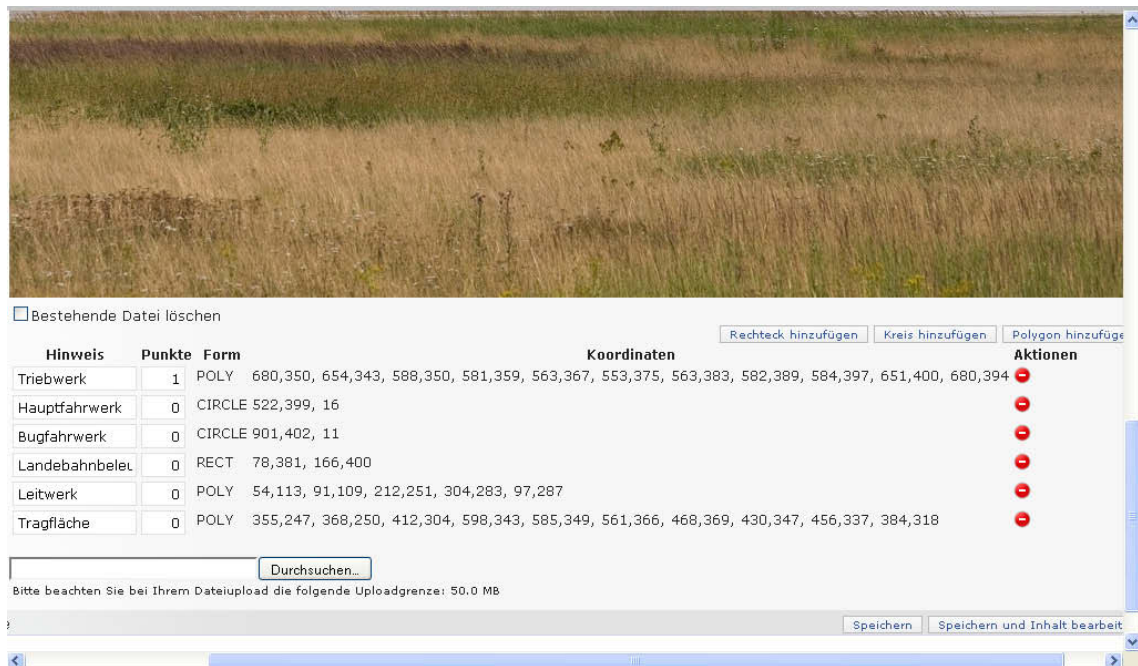 Bestehende Datei löschen
Rechteck hinzufügen Kreis hinzufügen Polygon hinzufüge
Hinweis Punkte Form Koordinaten Aktionen
Triebwerk 1 POLY 680,350, 654,343, 588,350, 581,359, 563,367, 553,375, 563,383, 582,389, 584,397, 651,400, 680,394
Hauptfahrwerk 0 CIRCLE 522,399, 16
Bugfahrwerk 0 CIRCLE 901,402, 11
Landebahnbeleu 0 RECT 78,381, 166,400
Leitwerk 0 POLY 54,113, 91,109, 212,251, 304,283, 97,287
Tragfläche 0 POLY 355,247, 368,250, 412,304, 598,343, 585,349, 561,366, 468,369, 430,347, 456,337, 384,318
Durchsuchen...
Bitte beachten Sie bei Ihrem Dateiupload die folgende Uploadgrenze: 50.0 MB
Speichern Speichern und Inhalt bearbeit